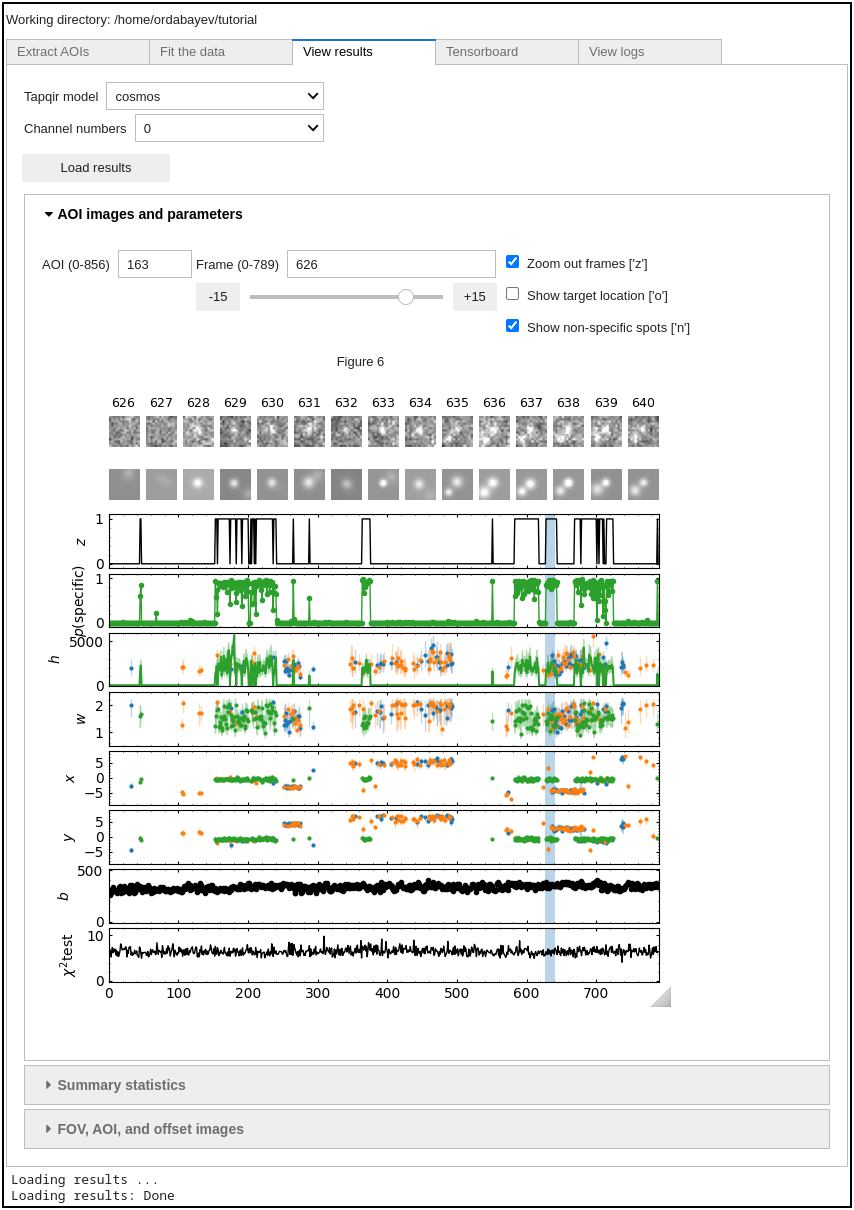 Working directory: /home/ordabayev/tutorial
Extract AOIs Fit the data View results Tensorboard View logs
Tapqir model cosmos
Channel numbers 0
Load results
AOI images and parameters
AOI (0-856) 163 Frame (0-789) 626 Zoom out frames ['z']
-15 +15 Show target location ['o']
Show non-specific spots ['n']
Figure 6
626 627 628 629 630 631 632 633 634 635 636 637 638 639 640
1
z
0
1
p(specific)
0
5000
h
0
2
w
1
5
x
0
−5
5
y
0
−5
500
b
0
10
χ²test
0
0 100 200 300 400 500 600 700
Summary statistics
FOV, AOI, and offset images
Loading results ...
Loading results: Done